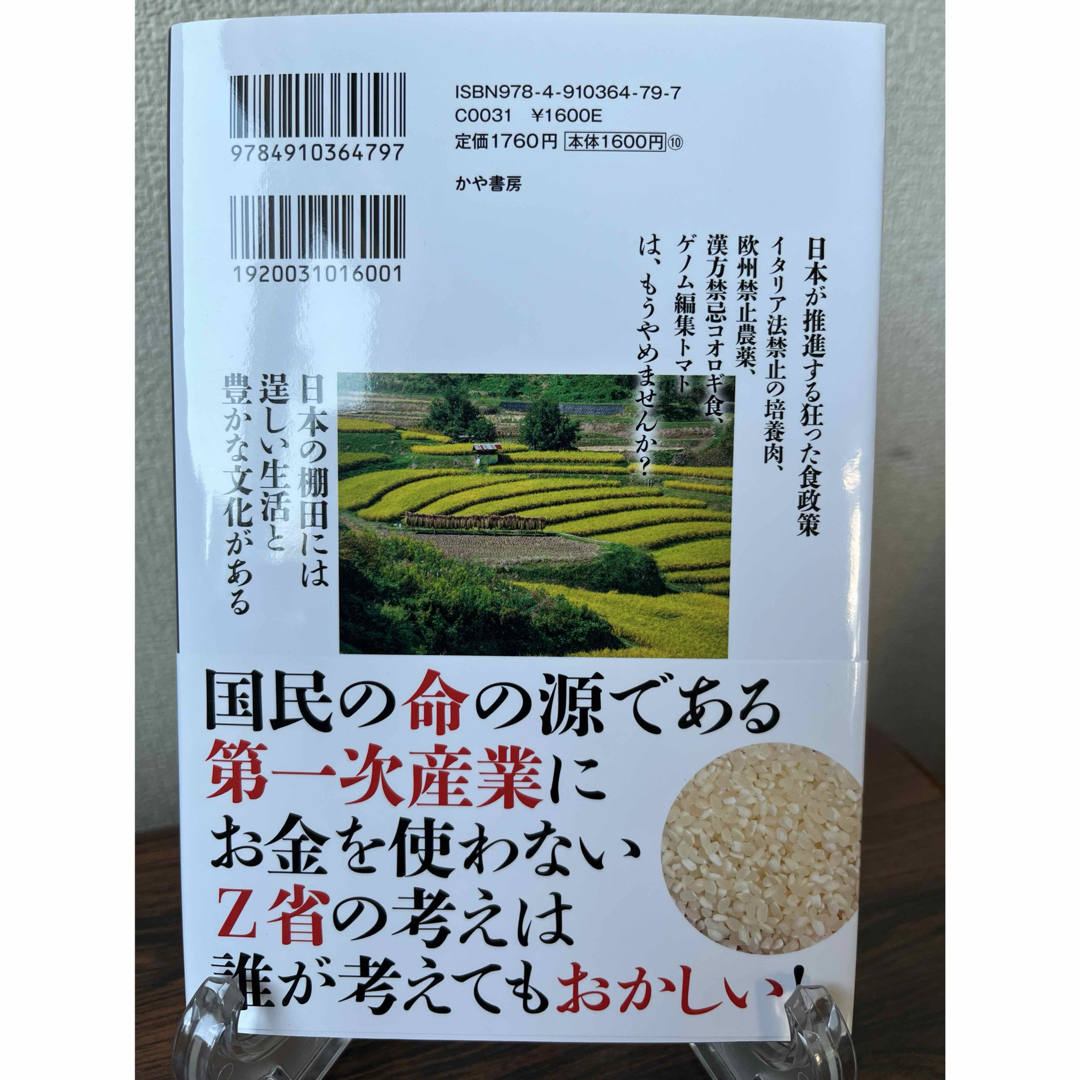 9784910364797
ISBN978-4-910364-79-7
C0031 ¥1600E
定価1760円 本体1600円⑩
かや書房
1920031016001
日本が推進する狂った食政策
イタリア法禁止の培養肉、
欧州禁止農薬、
漢方禁忌コオロギ食、
ゲノム編集トマト
は、もうやめませんか?
日本の棚田には
逞しい生活と
豊かな文化がある
国民の命の源である
第一次産業に
お金を使わない
Z省の考えは
誰が考えてもおかしい!